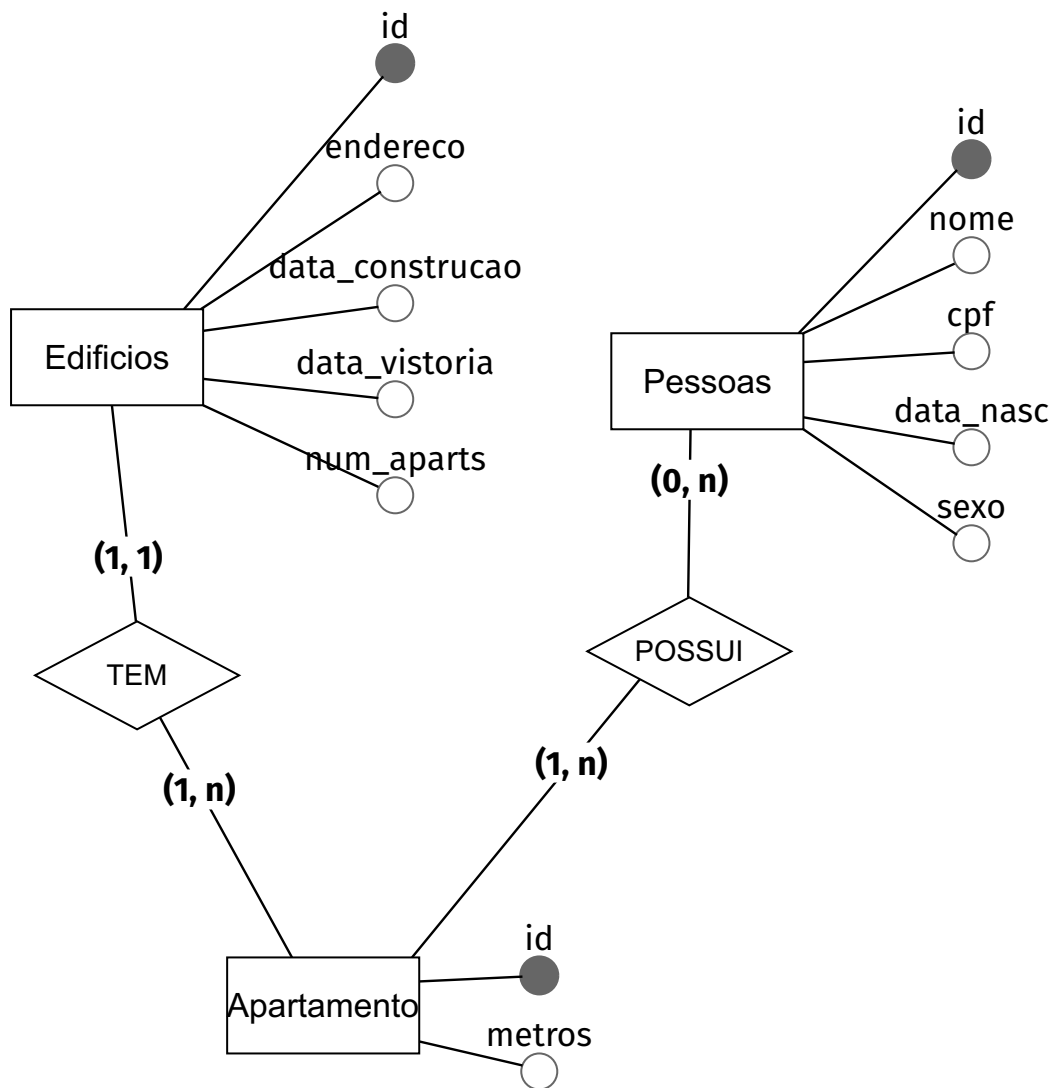 id
endereco
data_construcao
Edificios
data_vistoria
num_aparts
(1, 1)
TEM
(1, n)
id
nome
cpf
Pessoas
data_nasc
sexo
(0, n)
POSSUI
(1, n)
id
Apartamento
metros